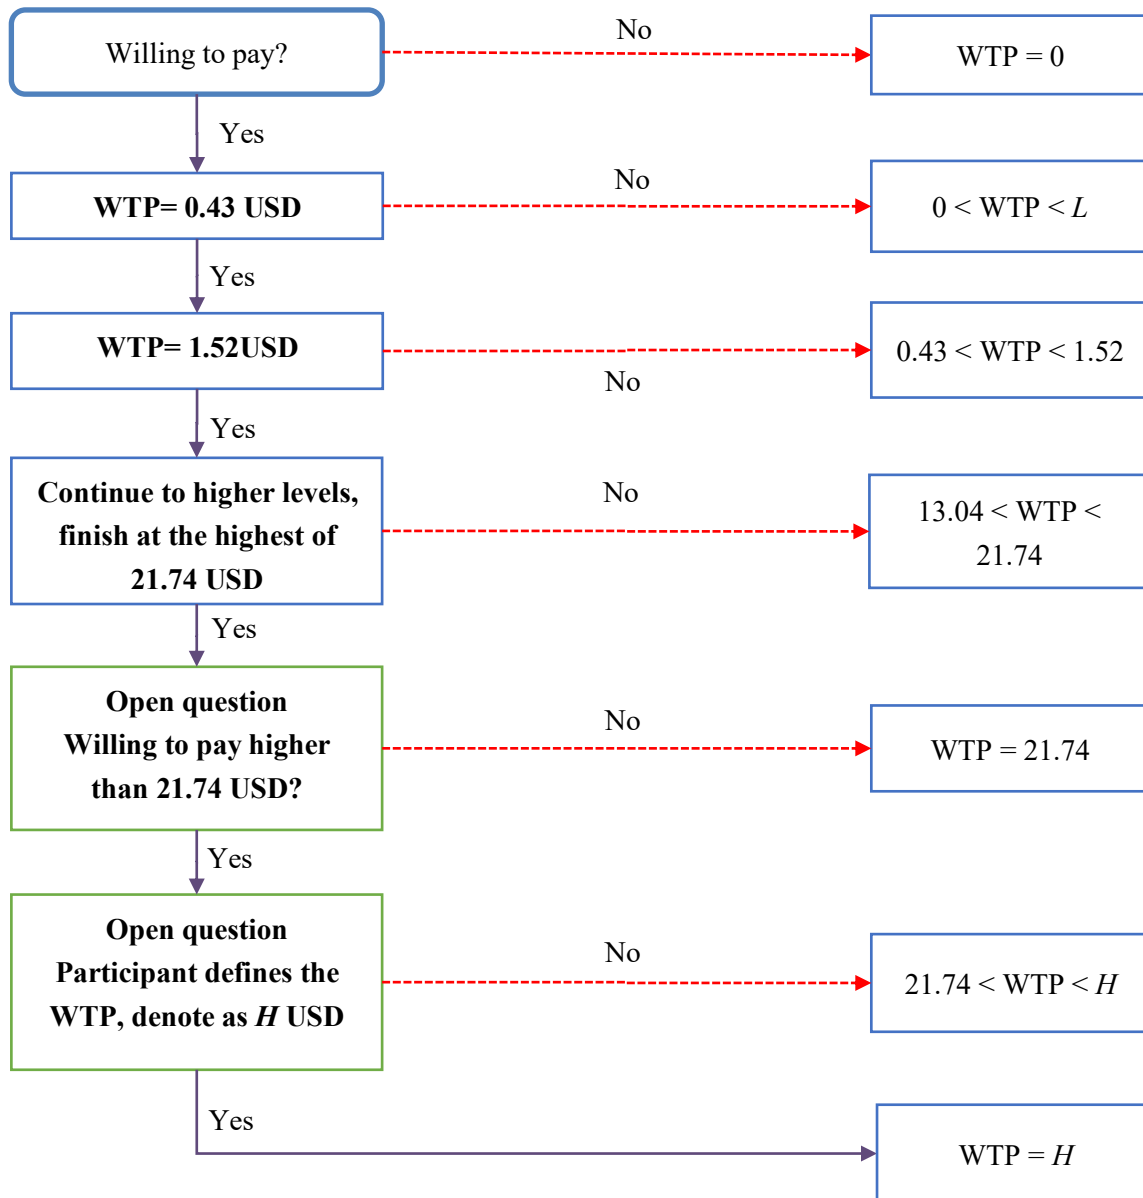 Willing to pay?
No
WTP = 0
Yes
WTP= 0.43 USD
No
0 < WTP < L
Yes
WTP= 1.52USD
No
0.43 < WTP < 1.52
Yes
Continue to higher levels,
finish at the highest of
21.74 USD
No
13.04 < WTP <
21.74
Yes
Open question
Willing to pay higher
than 21.74 USD?
No
WTP = 21.74
Yes
Open question
Participant defines the
WTP, denote as H USD
No
21.74 < WTP < H
Yes
WTP = H